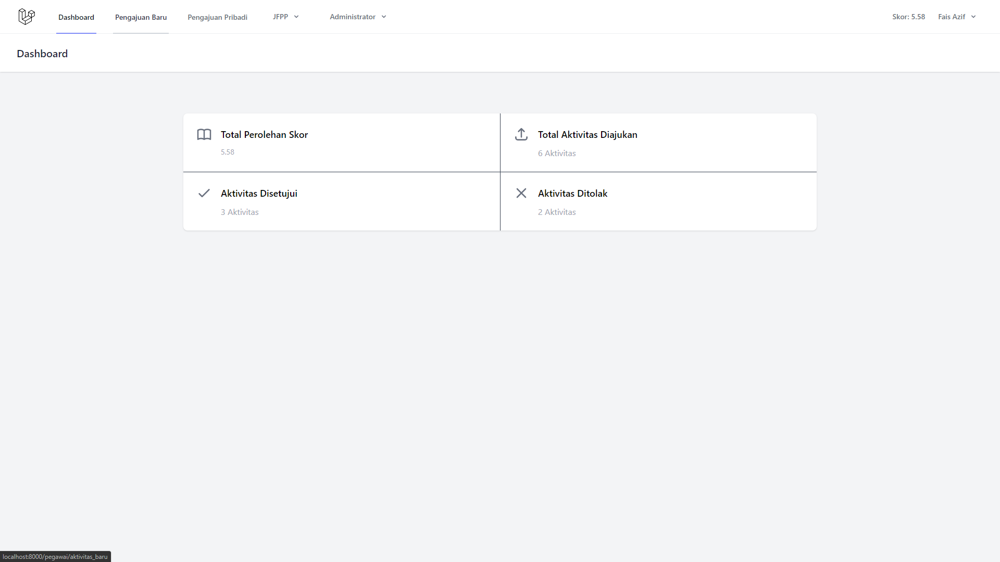 Dashboard Pengajuan Baru Pengajuan Pribadi JFPP Administrator Skor: 5.58 Fais Azif
Dashboard
Total Perolehan Skor
5.58
Total Aktivitas Diajukan
6 Aktivitas
Aktivitas Disetujui
3 Aktivitas
Aktivitas Ditolak
2 Aktivitas
localhost:8000/pegawai/aktivitas_baru